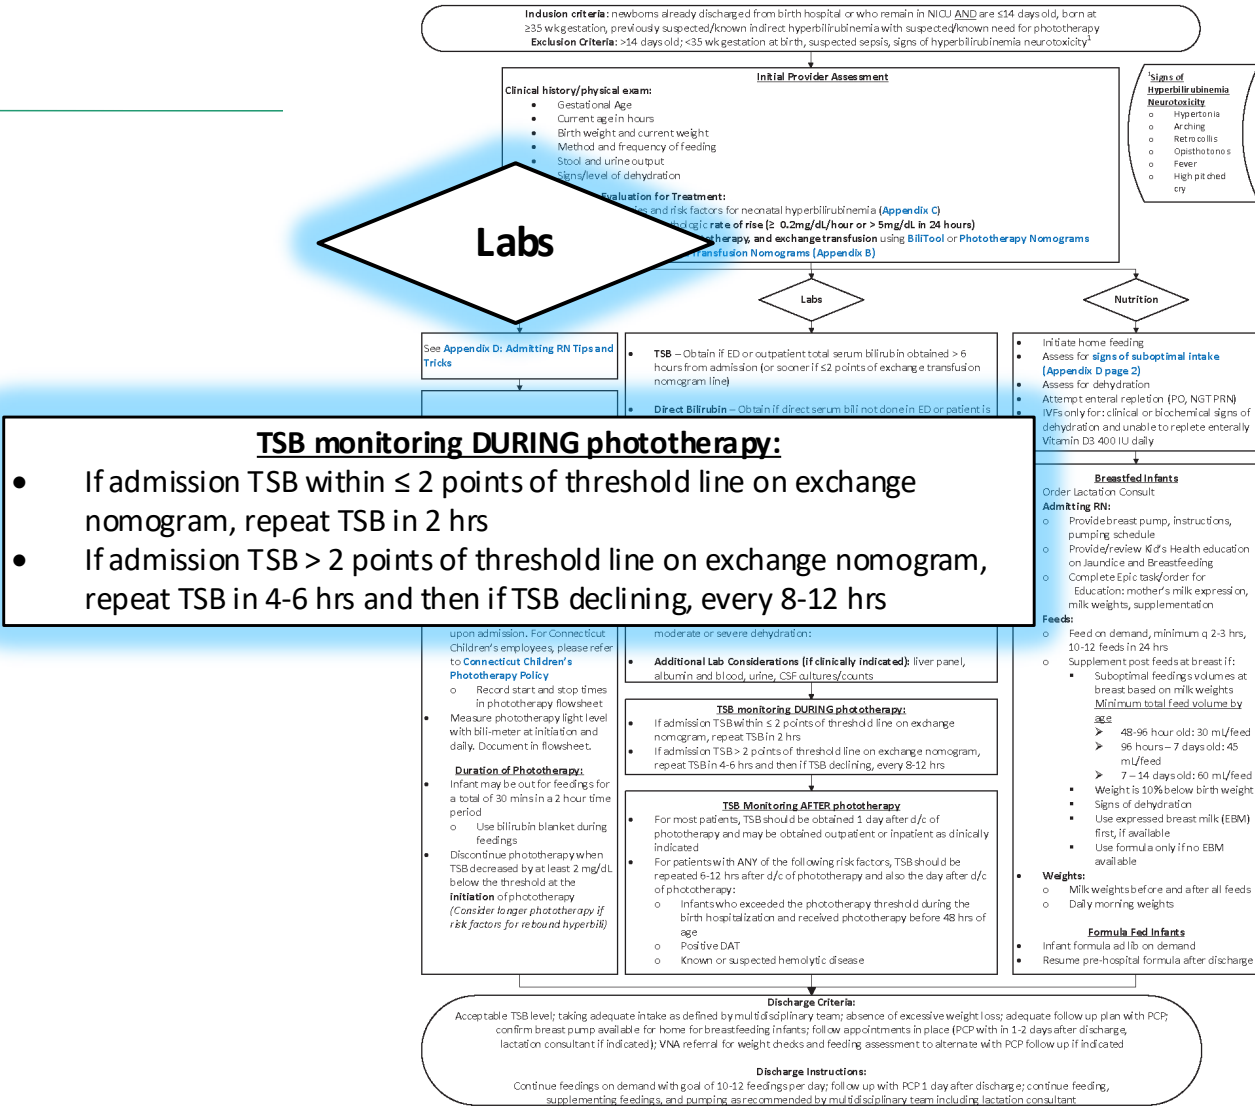 Inclusion criteria: newborns already discharged from birth hospital or who remain in NICU AND are ≤14 days old, born at
≥35 wk gestation, previously suspected/known indirect hyperbilirubinemia with suspected/known need for phototherapy
Exclusion Criteria: >14 days old; <35 wk gestation at birth, suspected sepsis, signs of hyperbilirubinemia neurotoxicity1
Initial Provider Assessment
Clinical history/physical exam:
• Gestational Age
• Current age in hours
• Birth weight and current weight
• Method and frequency of feeding
• Stool and urine output
Signs/level of dehydration
Evaluation for Treatment:
and risk factors for neonatal hyperbilirubinemia (Appendix C)
rate of rise (≥ 0.2mg/dL/hour or > 5mg/dL in 24 hours)
and exchange transfusion using BiliTool or Phototherapy Nomograms
Transfusion Nomograms (Appendix B)
1Signs of
Hyperbilirubinemia
Neurotoxicity
o Hypertonia
o Arching
o Retrocollis
o Opisthotonos
o Fever
o High pitched
cry
Labs
Labs
Nutrition
See Appendix D: Admitting RN Tips and
Tricks
• TSB – Obtain if ED or outpatient total serum bilirubin obtained > 6
hours from admission (or sooner if ≤2 points of exchange transfusion
nomogram line)
• Direct Bilirubin – Obtain if direct serum bili not done in ED or patient is
• Initiate home feeding
• Assess for signs of suboptimal intake
(Appendix D page 2)
• Assess for dehydration
• Attempt enteral repletion (PO, NGT PRN)
• IVFs only for: clinical or biochemical signs of
dehydration and unable to replete enterally
Vitamin D3 400 IU daily
TSB monitoring DURING phototherapy:
• If admission TSB within ≤ 2 points of threshold line on exchange
nomogram, repeat TSB in 2 hrs
• If admission TSB > 2 points of threshold line on exchange nomogram,
repeat TSB in 4-6 hrs and then if TSB declining, every 8-12 hrs
upon admission. For Connecticut
Children's employees, please refer
to Connecticut Children's
Phototherapy Policy
o Record start and stop times
in phototherapy flowsheet
• Measure phototherapy light level
with bili-meter at initiation and
daily. Document in flowsheet.
Duration of Phototherapy:
• Infant may be out for feedings for
a total of 30 mins in a 2 hour time
period
o Use bilirubin blanket during
feedings
• Discontinue phototherapy when
TSB decreased by at least 2 mg/dL
below the threshold at the
initiation of phototherapy
(Consider longer phototherapy if
risk factors for rebound hyperbili)
moderate or severe dehydration:
• Additional Lab Considerations (if clinically indicated): liver panel,
albumin and blood, urine, CSF cultures/counts
TSB monitoring DURING phototherapy:
• If admission TSB within ≤ 2 points of threshold line on exchange
nomogram, repeat TSB in 2 hrs
• If admission TSB > 2 points of threshold line on exchange nomogram,
repeat TSB in 4-6 hrs and then if TSB declining, every 8-12 hrs
TSB Monitoring AFTER phototherapy
• For most patients, TSB should be obtained 1 day after d/c of
phototherapy and may be obtained outpatient or inpatient as clinically
indicated
• For patients with ANY of the following risk factors, TSB should be
repeated 6-12 hrs after d/c of phototherapy and also the day after d/c
of phototherapy:
o Infants who exceeded the phototherapy threshold during the
birth hospitalization and received phototherapy before 48 hrs of
age
o Positive DAT
o Known or suspected hemolytic disease
Breastfed Infants
Order Lactation Consult
Admitting RN:
o Provide breast pump, instructions,
pumping schedule
o Provide/review Kid's Health education
on Jaundice and Breastfeeding
o Complete Epic task/order for
Education: mother's milk expression,
milk weights, supplementation
Feeds:
o Feed on demand, minimum q 2-3 hrs,
10-12 feeds in 24 hrs
o Supplement post feeds at breast if:
▪ Suboptimal feedings volumes at
breast based on milk weights
Minimum total feed volume by
age
➢ 48-96 hour old: 30 mL/feed
➢ 96 hours – 7 days old: 45
mL/feed
➢ 7 – 14 days old: 60 mL/feed
▪ Weight is 10% below birth weight
▪ Signs of dehydration
▪ Use expressed breast milk (EBM)
first, if available
▪ Use formula only if no EBM
available
• Weights:
o Milk weights before and after all feeds
o Daily morning weights
Formula Fed Infants
• Infant formula ad lib on demand
• Resume pre-hospital formula after discharge
Discharge Criteria:
Acceptable TSB level; taking adequate intake as defined by multidisciplinary team; absence of excessive weight loss; adequate follow up plan with PCP;
confirm breast pump available for home for breastfeeding infants; follow appointments in place (PCP with in 1-2 days after discharge,
lactation consultant if indicated); VNA referral for weight checks and feeding assessment to alternate with PCP follow up if indicated
Discharge Instructions:
Continue feedings on demand with goal of 10-12 feedings per day; follow up with PCP 1 day after discharge; continue feeding,
supplementing feedings, and pumping as recommended by multidisciplinary team including lactation consultant